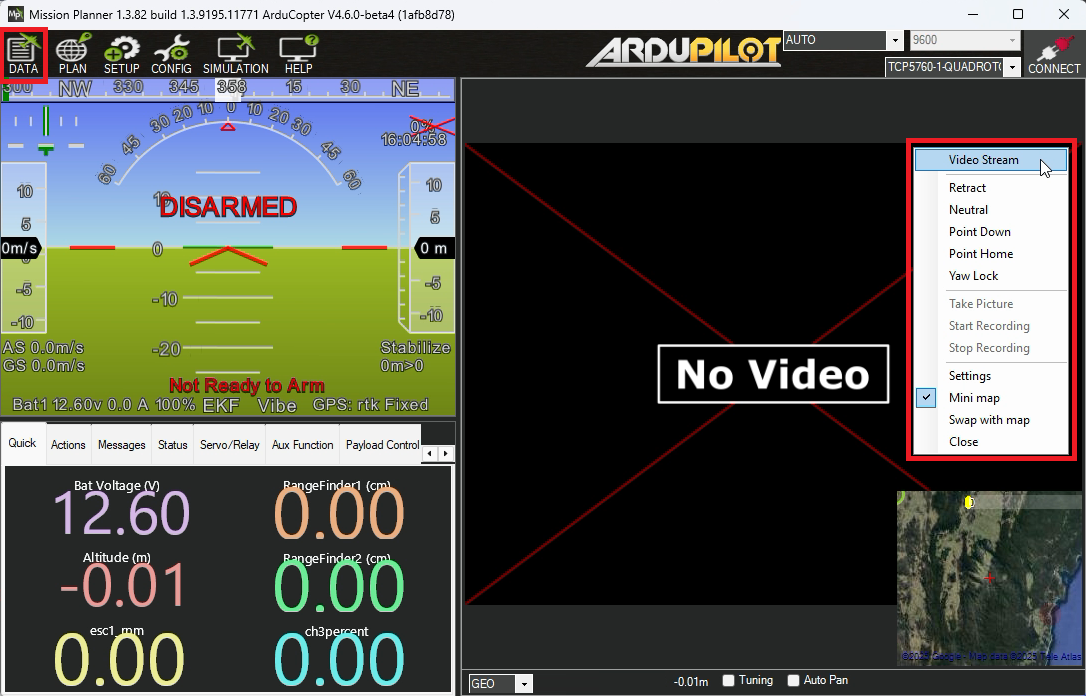 Mission Planner 1.3.82 build 1.3.9195.11771 ArduCopter V4.6.0-beta4 (1afb8d78)
DATA PLAN SETUP CONFIG SIMULATION HELP
ARDUPILOT
AUTO 9600
TCP5760-1-QUADROTO
CONNECT
300 NW 330 345 358 15 30 NE
60 45 30 20 10 0 10 20 30 45 60
0%
16:04:58
10
DISARMED
10 5 0m/s -5 -10
0 -10 -20
10 5 0 m -5 -10
AS 0.0m/s
GS 0.0m/s
Stabilize
0m>0
Not Ready to Arm
Bat1 12.60v 0.0 A 100% EKF Vibe GPS: rtk Fixed
Quick Actions Messages Status Servo/Relay Aux Function Payload Control
Bat Voltage (V) RangeFinder1 (cm)
12.60 0.00
Altitude (m) RangeFinder2 (cm)
-0.01 0.00
esc1_rpm ch3percent
0.00 0.00
No Video
Video Stream
Retract
Neutral
Point Down
Point Home
Yaw Lock
Take Picture
Start Recording
Stop Recording
Settings
Mini map
Swap with map
Close
©2025 Google - Map data ©2025 Tele Atlas
GEO -0.01m Tuning Auto Pan